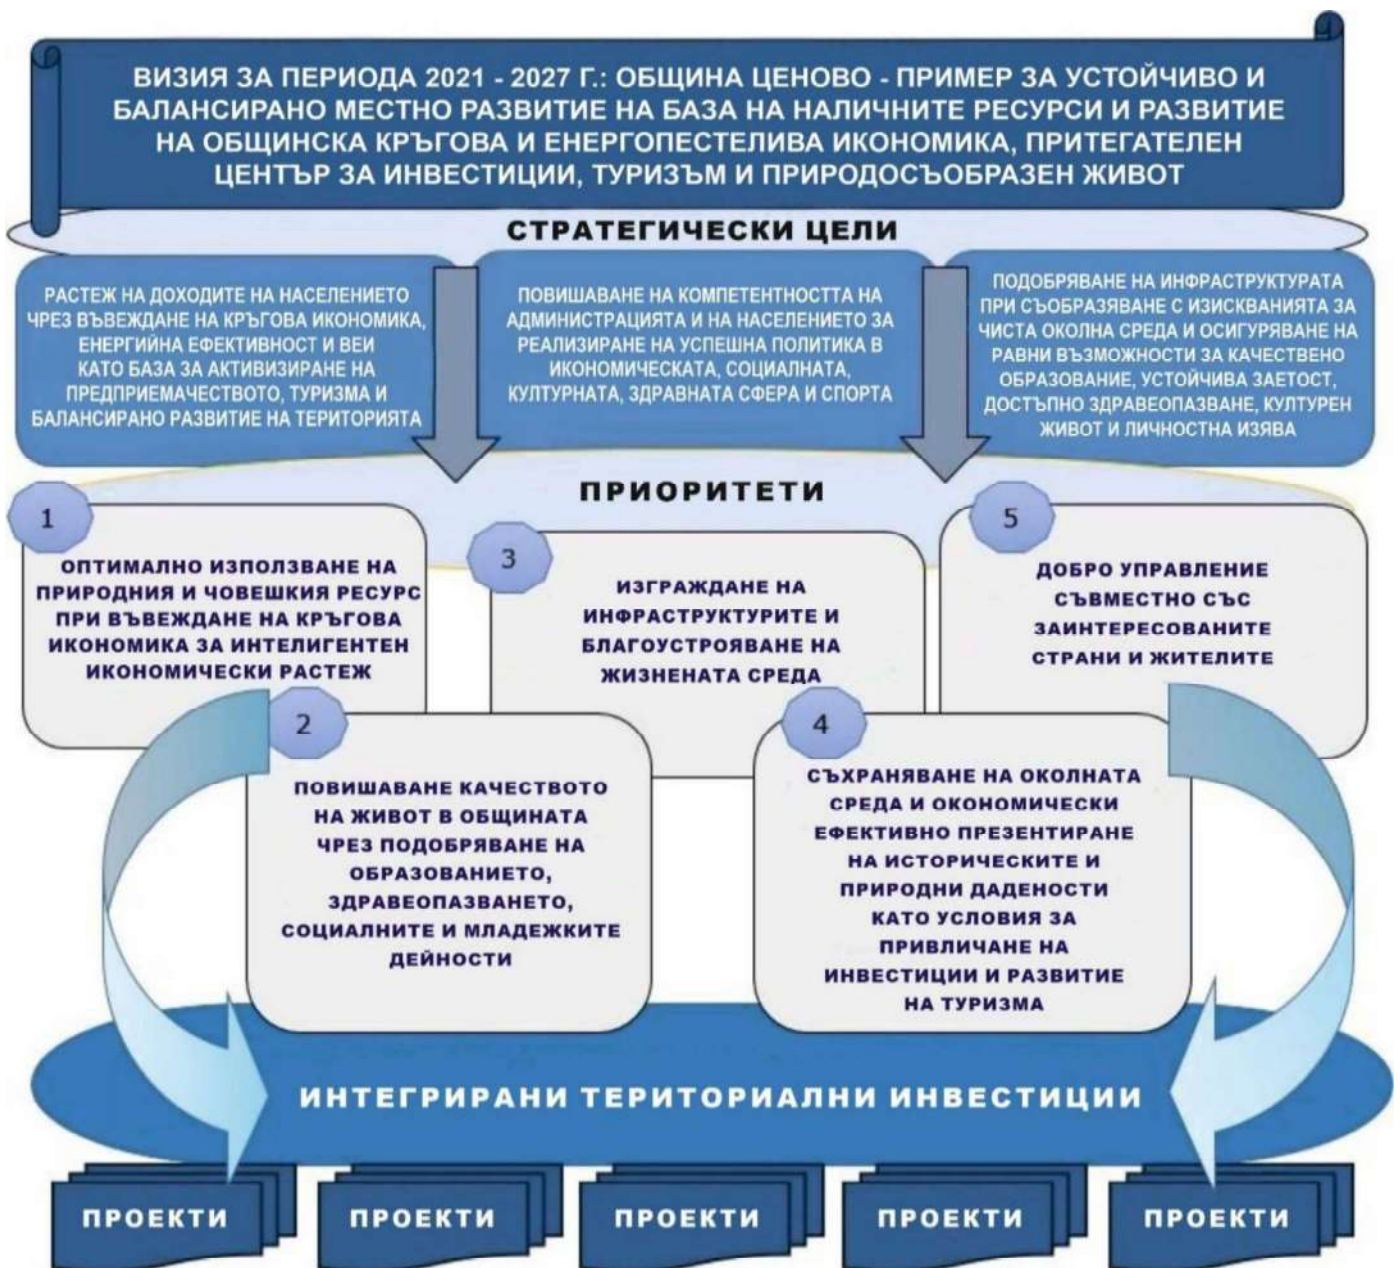 ВИЗИЯ ЗА ПЕРИОДА 2021 - 2027 Г.: ОБЩИНА ЦЕНОВО - ПРИМЕР ЗА УСТОЙЧИВО И
БАЛАНСИРАНО МЕСТНО РАЗВИТИЕ НА БАЗА НА НАЛИЧНИТЕ РЕСУРСИ И РАЗВИТИЕ
НА ОБЩИНСКА КРЪГОВА И ЕНЕРГОПЕСТЕЛИВА ИКОНОМИКА, ПРИТЕГАТЕЛЕН
ЦЕНТЪР ЗА ИНВЕСТИЦИИ, ТУРИЗЪМ И ПРИРОДОСЪОБРАЗЕН ЖИВОТ
СТРАТЕГИЧЕСКИ ЦЕЛИ
РАСТЕЖ НА ДОХОДИТЕ НА НАСЕЛЕНИЕТО
ЧРЕЗ ВЪВЕЖДАНЕ НА КРЪГОВА ИКОНОМИКА,
ЕНЕРГИЙНА ЕФЕКТИВНОСТ И ВЕИ
КАТО БАЗА ЗА АКТИВИЗИРАНЕ НА
ПРЕДПРИЕМАЧЕСТВОТО, ТУРИЗМА И
БАЛАНСИРАНО РАЗВИТИЕ НА ТЕРИТОРИЯТА
ПОВИШАВАНЕ НА КОМПЕТЕНТНОСТТА НА
АДМИНИСТРАЦИЯТА И НА НАСЕЛЕНИЕТО ЗА
РЕАЛИЗИРАНЕ НА УСПЕШНА ПОЛИТИКА В
ИКОНОМИЧЕСКАТА, СОЦИАЛНАТА,
КУЛТУРНАТА, ЗДРАВНАТА СФЕРА И СПОРТА
ПОДОБРЯВАНЕ НА ИНФРАСТРУКТУРАТА
ПРИ СЪОБРАЗЯВАНЕ С ИЗИСКВАНИЯТА ЗА
ЧИСТА ОКОЛНА СРЕДА И ОСИГУРЯВАНЕ НА
РАВНИ ВЪЗМОЖНОСТИ ЗА КАЧЕСТВЕНО
ОБРАЗОВАНИЕ, УСТОЙЧИВА ЗАЕТОСТ,
ДОСТЪПНО ЗДРАВЕОПАЗВАНЕ, КУЛТУРЕН
ЖИВОТ И ЛИЧНОСТНА ИЗЯВА
ПРИОРИТЕТИ
1
ОПТИМАЛНО ИЗПОЛЗВАНЕ НА
ПРИРОДНИЯ И ЧОВЕШКИЯ РЕСУРС
ПРИ ВЪВЕЖДАНЕ НА КРЪГОВА
ИКОНОМИКА ЗА ИНТЕЛИГЕНТЕН
ИКОНОМИЧЕСКИ РАСТЕЖ
2
ПОВИШАВАНЕ КАЧЕСТВОТО
НА ЖИВОТ В ОБЩИНАТА
ЧРЕЗ ПОДОБРЯВАНЕ НА
ОБРАЗОВАНИЕТО,
ЗДРАВЕОПАЗВАНЕТО,
СОЦИАЛНИТЕ И МЛАДЕЖКИТЕ
ДЕЙНОСТИ
3
ИЗГРАЖДАНЕ НА
ИНФРАСТРУКТУРИТЕ И
БЛАГОУСТРОЯВАНЕ НА
ЖИЗНЕНАТА СРЕДА
4
СЪХРАНЯВАНЕ НА ОКОЛНАТА
СРЕДА И ОКОНОМИЧЕСКИ
ЕФЕКТИВНО ПРЕЗЕНТИРАНЕ
НА ИСТОРИЧЕСКИТЕ И
ПРИРОДНИ ДАДЕНОСТИ
КАТО УСЛОВИЯ ЗА
ПРИВЛИЧАНЕ НА
ИНВЕСТИЦИИ И РАЗВИТИЕ
НА ТУРИЗМА
5
ДОБРО УПРАВЛЕНИЕ
СЪВМЕСТНО СЪС
ЗАИНТЕРЕСОВАНИТЕ
СТРАНИ И ЖИТЕЛИТЕ
ИНТЕГРИРАНИ ТЕРИТОРИАЛНИ ИНВЕСТИЦИИ
ПРОЕКТИ
ПРОЕКТИ
ПРОЕКТИ
ПРОЕКТИ
ПРОЕКТИ